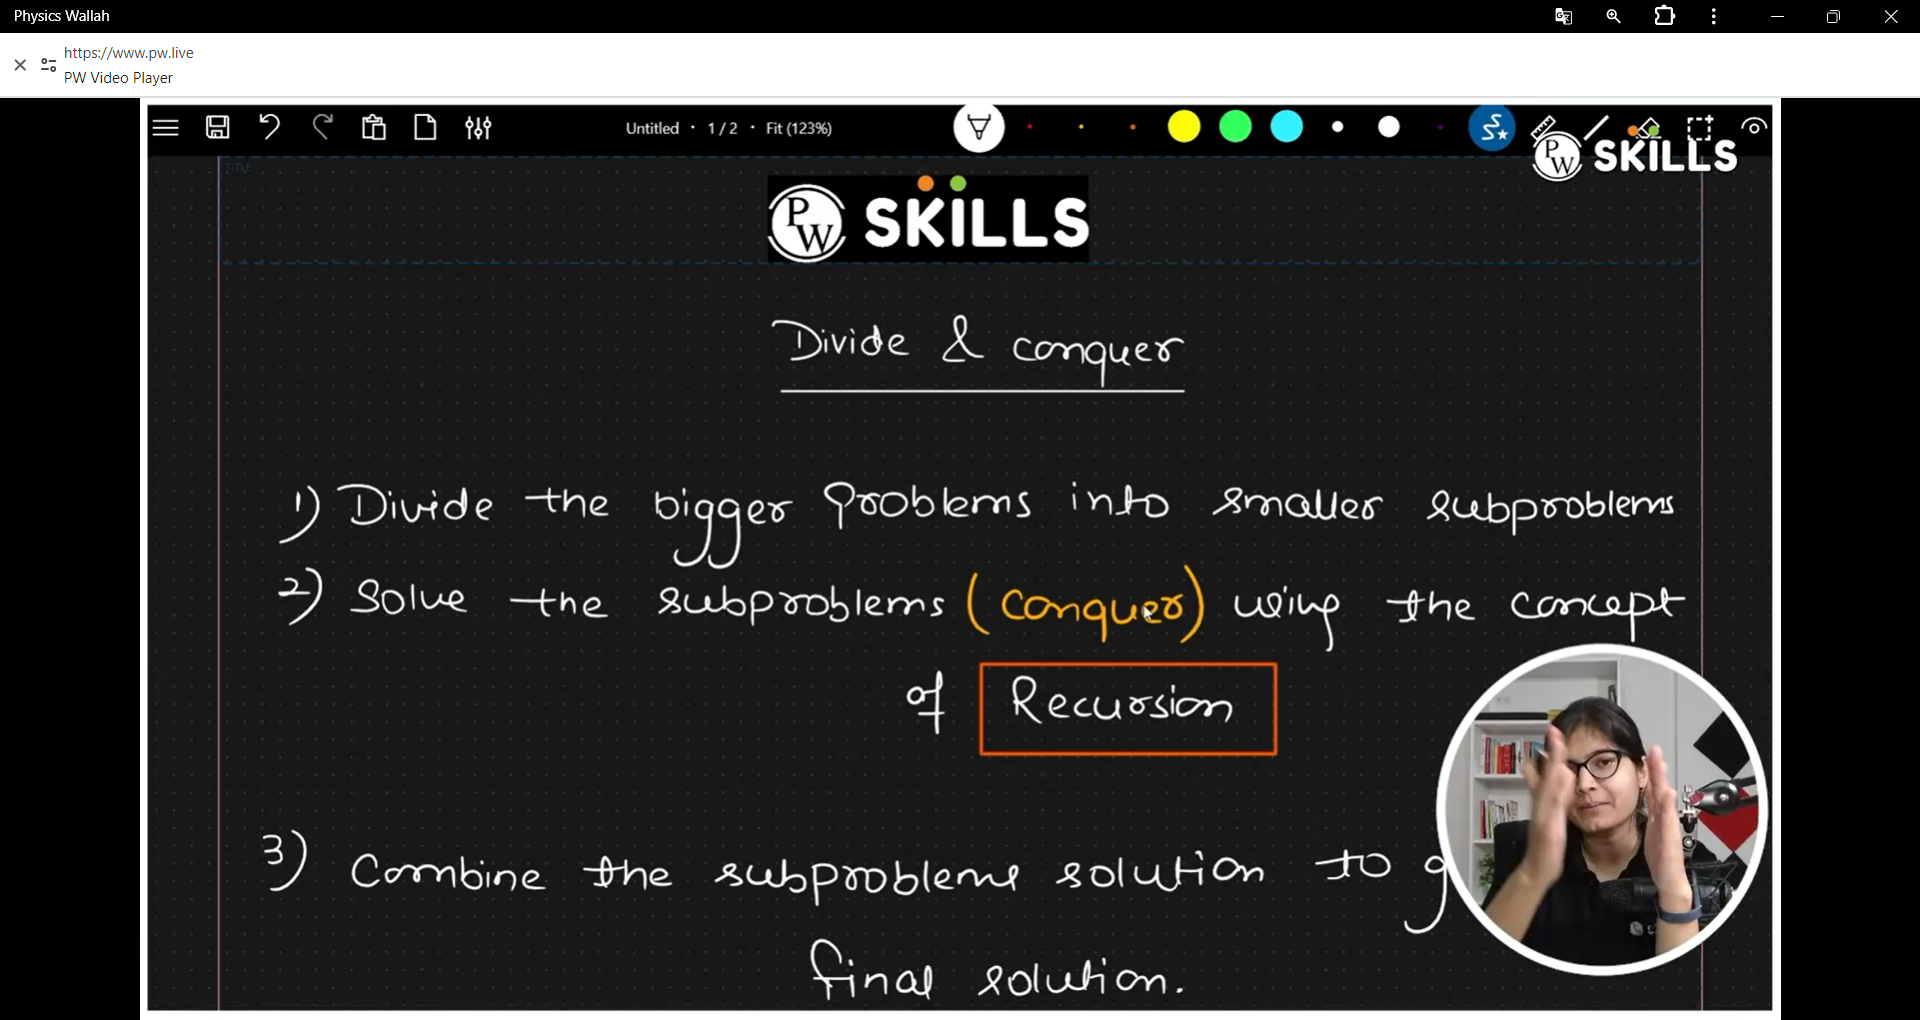 Physics Wallah
https://www.pw.live
PW Video Player
Untitled · 1/2 · Fit (123%)
PW SKILLS
TITLE
PW SKILLS
Divide & conquer
1) Divide the bigger Problems into smaller subproblems
2) Solve the subproblems (conquer) using the concept
of Recursion
3) Combine the subproblems solution to g
final solution.